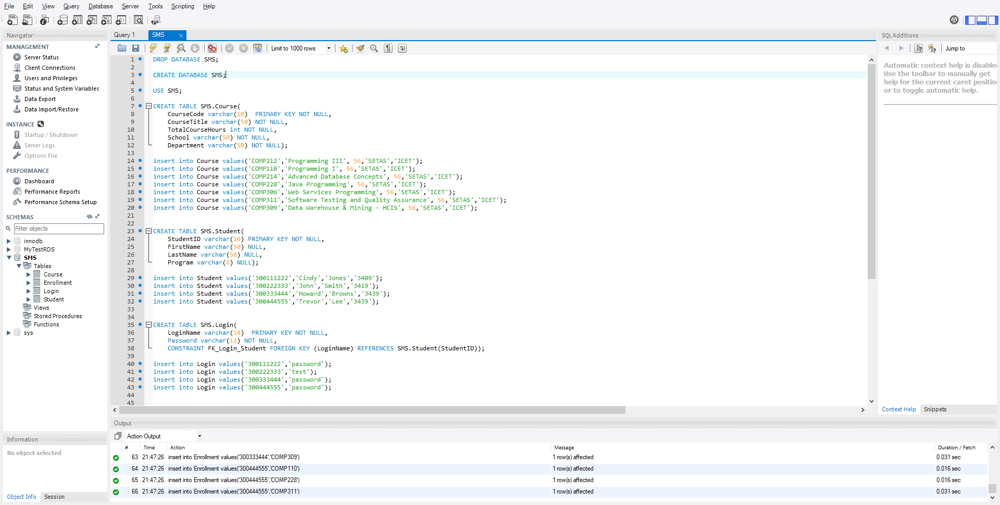 File Edit View Query Database Server Tools Scripting Help
Navigator
MANAGEMENT
Server Status
Client Connections
Users and Privileges
Status and System Variables
Data Export
Data Import/Restore
INSTANCE
Startup / Shutdown
Server Logs
Options File
PERFORMANCE
Dashboard
Performance Reports
Performance Schema Setup
SCHEMAS
Filter objects
innodb
MyTestRDS
SMS
Tables
Course
Enrollment
Login
Student
Views
Stored Procedures
Functions
sys
Information
No object selected
Object Info Session
Query 1 SMS
Limit to 1000 rows
1 DROP DATABASE SMS;
2
3 CREATE DATABASE SMS;
4
5 USE SMS;
6
7 CREATE TABLE SMS.Course(
8 CourseCode varchar(10)  PRIMARY KEY NOT NULL,
9 CourseTitle varchar(50) NOT NULL,
10 TotalCourseHours int NOT NULL,
11 School varchar(50) NOT NULL,
12 Department varchar(50) NOT NULL);
13
14 insert into Course values('COMP212','Programming III', 56,'SETAS','ICET');
15 insert into Course values('COMP110','Programming I', 56,'SETAS','ICET');
16 insert into Course values('COMP214','Advanced Database Concepts', 56,'SETAS','ICET');
17 insert into Course values('COMP228','Java Programming', 56,'SETAS','ICET');
18 insert into Course values('COMP306','Web Services Programming', 56,'SETAS','ICET');
19 insert into Course values('COMP311','Software Testing and Quality Assurance', 56,'SETAS','ICET');
20 insert into Course values('COMP309','Data Warehouse & Mining - HCIS', 56,'SETAS','ICET');
21
22
23 CREATE TABLE SMS.Student(
24 StudentID varchar(10) PRIMARY KEY NOT NULL,
25 FirstName varchar(50) NULL,
26 LastName varchar(50) NULL,
27 Program varchar(8) NULL);
28
29 insert into Student values('300111222','Cindy','Jones','3409');
30 insert into Student values('300222333','John','Smith','3419');
31 insert into Student values('300333444','Howard','Browns','3439');
32 insert into Student values('300444555','Trevor','Lee','3439');
33
34
35 CREATE TABLE SMS.Login(
36 LoginName varchar(10)  PRIMARY KEY NOT NULL,
37 Password varchar(12) NOT NULL,
38 CONSTRAINT FK_Login_Student FOREIGN KEY (LoginName) REFERENCES SMS.Student(StudentID));
39
40 insert into Login values('300111222','password');
41 insert into Login values('300222333','test');
42 insert into Login values('300333444','password');
43 insert into Login values('300444555','password');
44
45
SQLAdditions
Jump to
Automatic context help is disable
Use the toolbar to manually get
help for the current caret position
or to toggle automatic help.
Context Help Snippets
Output
Action Output
# Time Action Message Duration / Fetch
63 21:47:26 insert into Enrollment values('300333444','COMP309') 1 row(s) affected 0.031 sec
64 21:47:26 insert into Enrollment values('300444555','COMP110') 1 row(s) affected 0.016 sec
65 21:47:26 insert into Enrollment values('300444555','COMP228') 1 row(s) affected 0.016 sec
66 21:47:26 insert into Enrollment values('300444555','COMP311') 1 row(s) affected 0.031 sec